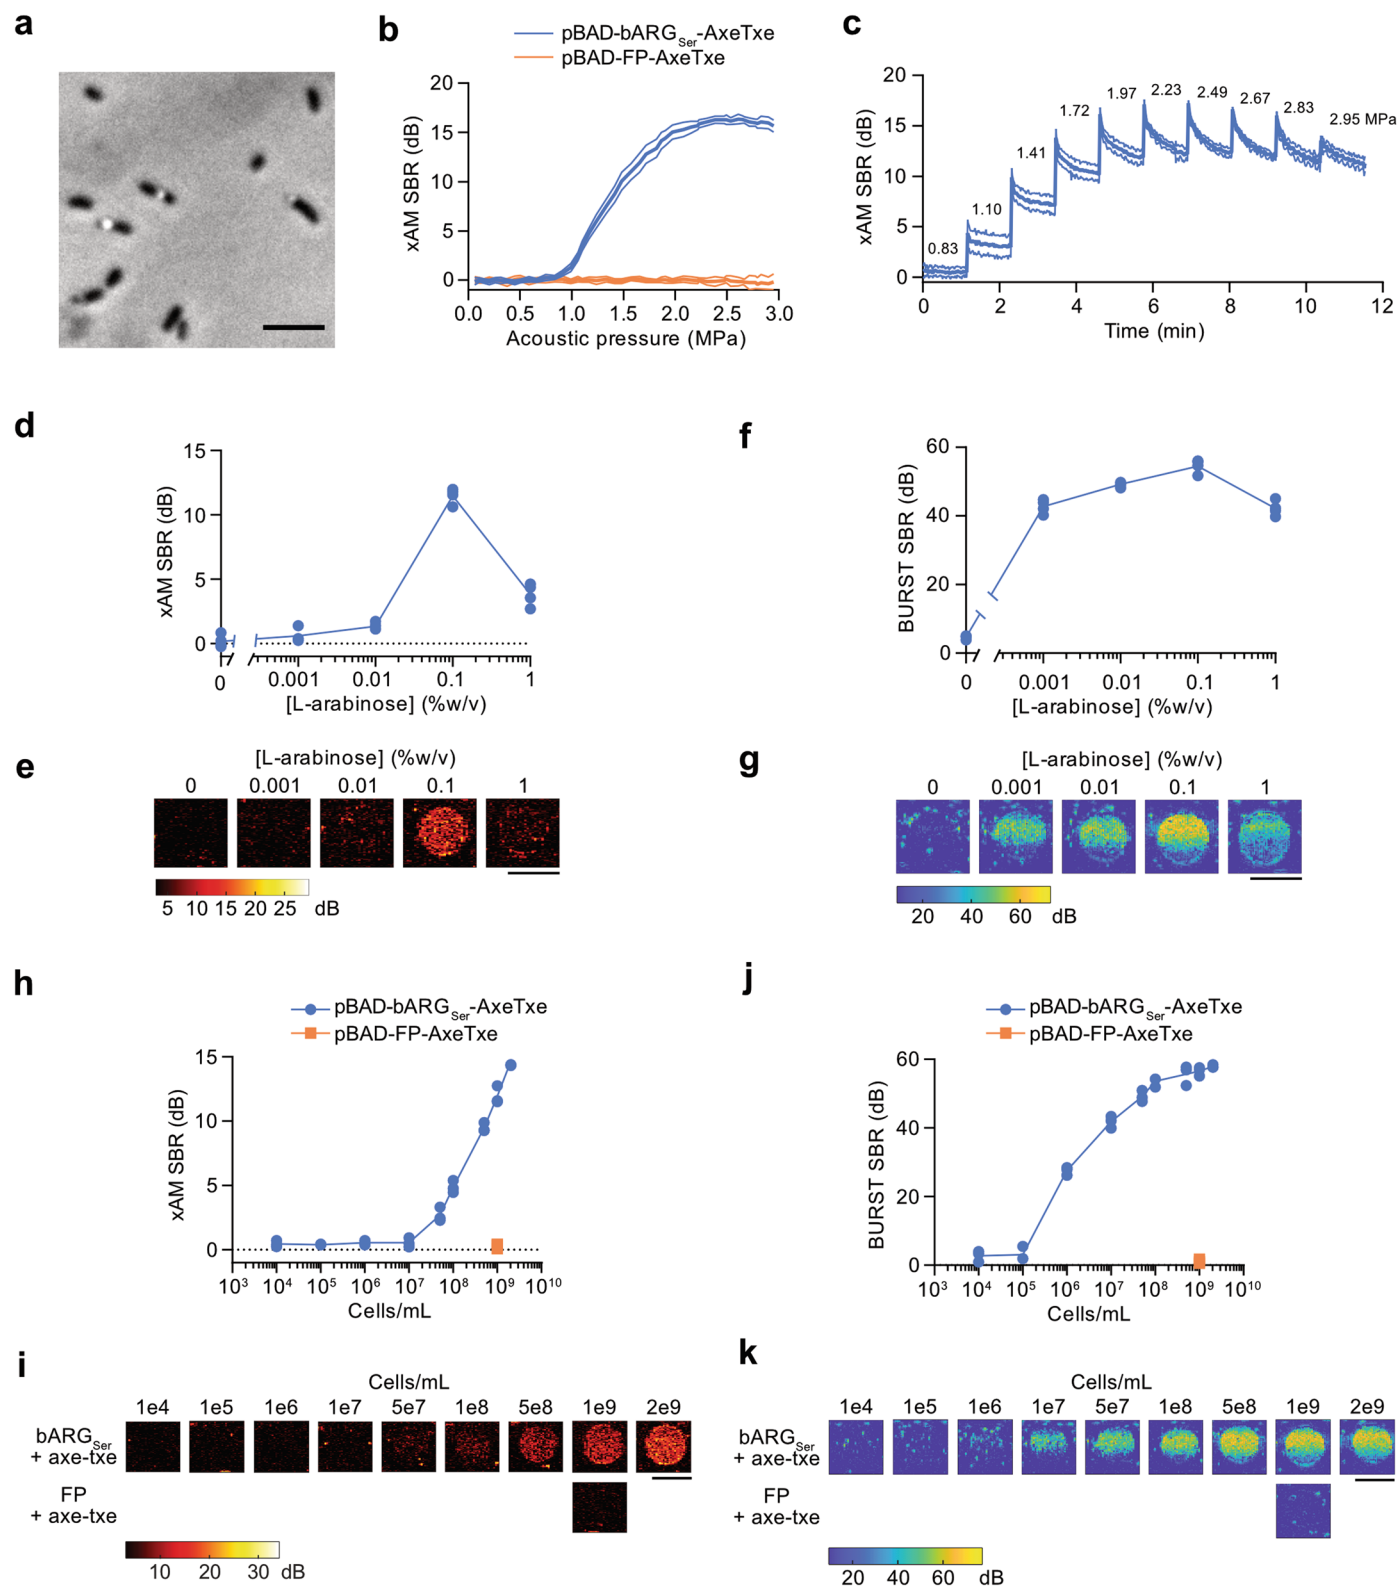 a
b
pBAD-bARGSer-AxeTxe
pBAD-FP-AxeTxe
xAM SBR (dB)
20
15
10
5
0
0.0 0.5 1.0 1.5 2.0 2.5 3.0
Acoustic pressure (MPa)
c
xAM SBR (dB)
20
15
10
5
0
0.83
1.10
1.41
1.72
1.97
2.23
2.49
2.67
2.83
2.95 MPa
0 2 4 6 8 10 12
Time (min)
d
xAM SBR (dB)
15
10
5
0
0 0.001 0.01 0.1 1
[L-arabinose] (%w/v)
f
BURST SBR (dB)
60
40
20
0
0 0.001 0.01 0.1 1
[L-arabinose] (%w/v)
e
[L-arabinose] (%w/v)
0 0.001 0.01 0.1 1
5 10 15 20 25 dB
g
[L-arabinose] (%w/v)
0 0.001 0.01 0.1 1
20 40 60 dB
h
pBAD-bARGSer-AxeTxe
pBAD-FP-AxeTxe
xAM SBR (dB)
15
10
5
0
10³ 10⁴ 10⁵ 10⁶ 10⁷ 10⁸ 10⁹ 10¹⁰
Cells/mL
j
pBAD-bARGSer-AxeTxe
pBAD-FP-AxeTxe
BURST SBR (dB)
60
40
20
0
10³ 10⁴ 10⁵ 10⁶ 10⁷ 10⁸ 10⁹ 10¹⁰
Cells/mL
i
Cells/mL
1e4 1e5 1e6 1e7 5e7 1e8 5e8 1e9 2e9
bARGSer
+ axe-txe
FP
+ axe-txe
10 20 30 dB
k
Cells/mL
1e4 1e5 1e6 1e7 5e7 1e8 5e8 1e9 2e9
bARGSer
+ axe-txe
FP
+ axe-txe
20 40 60 dB